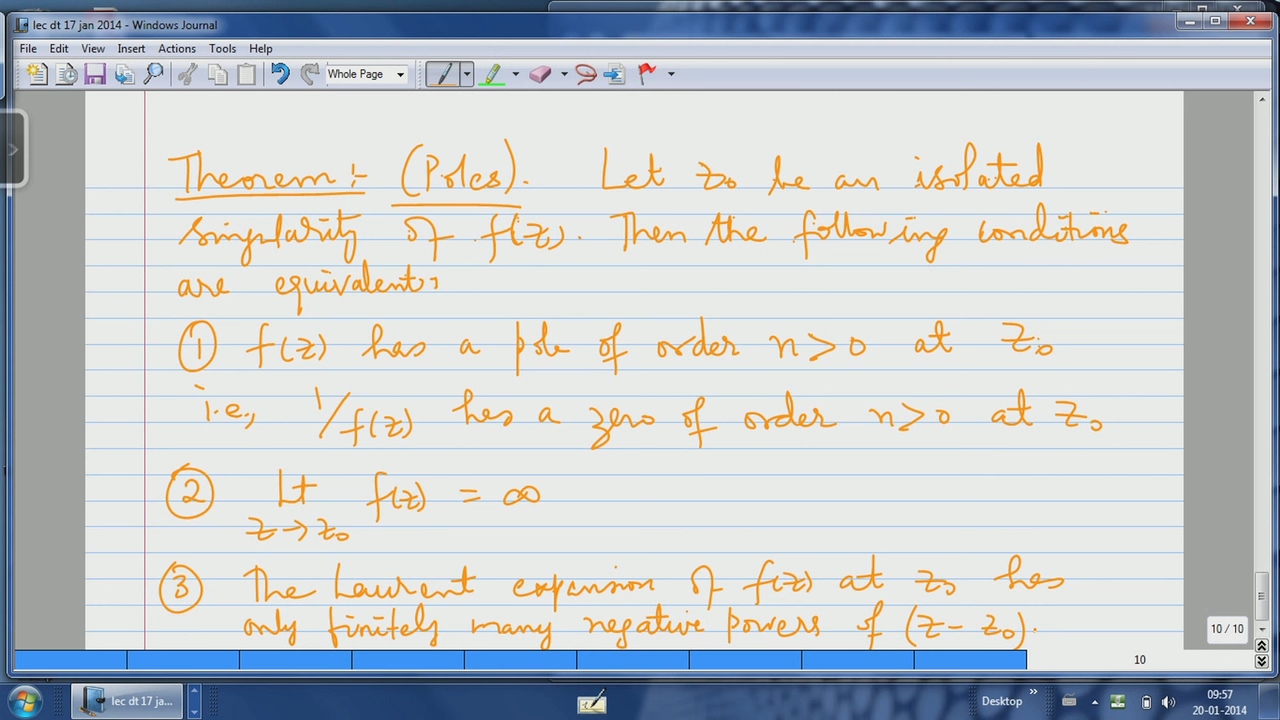 lec dt 17 jan 2014 - Windows Journal
File Edit View Insert Actions Tools Help
Whole Page
Theorem:- (Poles). Let z₀ be an isolated
singularity of f(z). Then the following conditions
are equivalent:
① f(z) has a pole of order n > 0 at z₀
i.e., 1/f(z) has a zero of order n > 0 at z₀
② Lt f(z) = ∞
z → z₀
③ The Laurent expansion of f(z) at z₀ has
only finitely many negative powers of (z - z₀).
10 / 10
10
lec dt 17 ja...
Desktop
09:57
20-01-2014